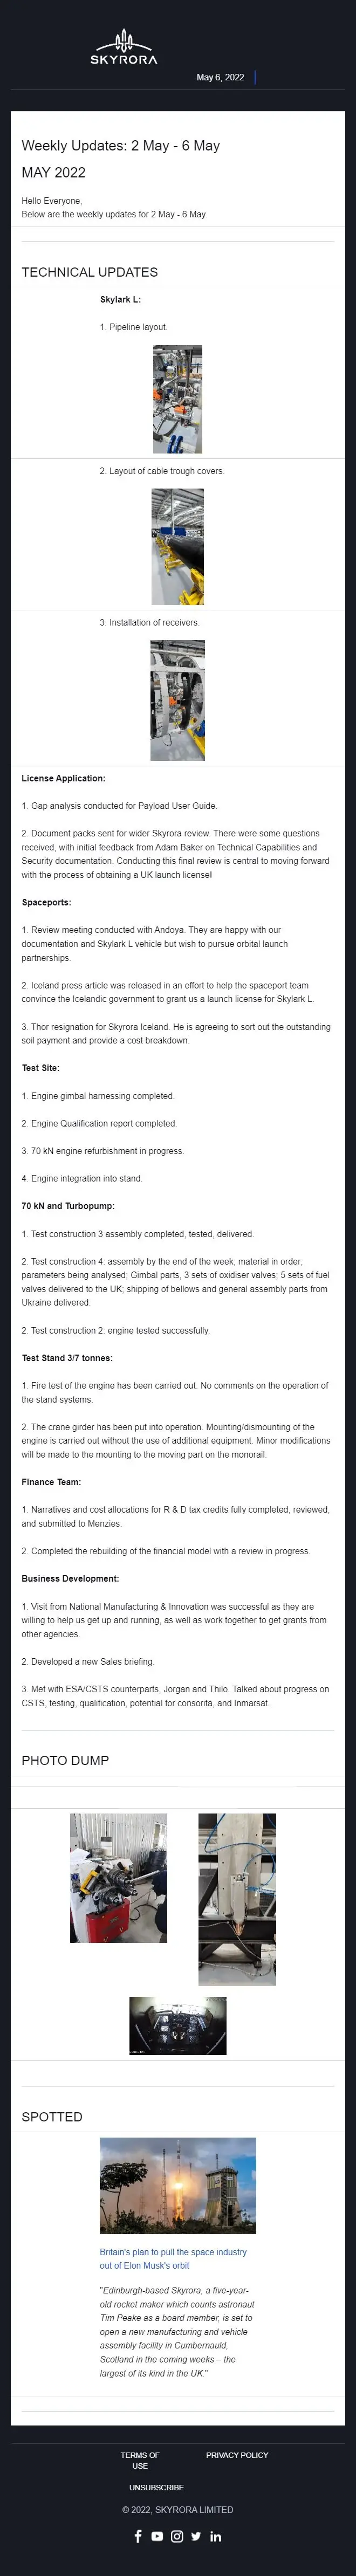 SKYRORA
May 6, 2022
Weekly Updates: 2 May - 6 May
MAY 2022
Hello Everyone,
Below are the weekly updates for 2 May - 6 May.
TECHNICAL UPDATES
Skylark L:
1. Pipeline layout.
2. Layout of cable trough covers.
3. Installation of receivers.
License Application:
1. Gap analysis conducted for Payload User Guide.
2. Document packs sent for wider Skyrora review. There were some questions
received, with initial feedback from Adam Baker on Technical Capabilities and
Security documentation. Conducting this final review is central to moving forward
with the process of obtaining a UK launch license!
Spaceports:
1. Review meeting conducted with Andoya. They are happy with our
documentation and Skylark L vehicle but wish to pursue orbital launch
partnerships.
2. Iceland press article was released in an effort to help the spaceport team
convince the Icelandic government to grant us a launch license for Skylark L.
3. Thor resignation for Skyrora Iceland. He is agreeing to sort out the outstanding
soil payment and provide a cost breakdown.
Test Site:
1. Engine gimbal harnessing completed.
2. Engine Qualification report completed.
3. 70 kN engine refurbishment in progress.
4. Engine integration into stand.
70 kN and Turbopump:
1. Test construction 3 assembly completed, tested, delivered.
2. Test construction 4: assembly by the end of the week; material in order;
parameters being analysed; Gimbal parts, 3 sets of oxidiser valves; 5 sets of fuel
valves delivered to the UK; shipping of bellows and general assembly parts from
Ukraine delivered.
2. Test construction 2: engine tested successfully.
Test Stand 3/7 tonnes:
1. Fire test of the engine has been carried out. No comments on the operation of
the stand systems.
2. The crane girder has been put into operation. Mounting/dismounting of the
engine is carried out without the use of additional equipment. Minor modifications
will be made to the mounting to the moving part on the monorail.
Finance Team:
1. Narratives and cost allocations for R & D tax credits fully completed, reviewed,
and submitted to Menzies.
2. Completed the rebuilding of the financial model with a review in progress.
Business Development:
1. Visit from National Manufacturing & Innovation was successful as they are
willing to help us get up and running, as well as work together to get grants from
other agencies.
2. Developed a new Sales briefing.
3. Met with ESA/CSTS counterparts, Jorgan and Thilo. Talked about progress on
CSTS, testing, qualification, potential for consorita, and Inmarsat.
PHOTO DUMP
SPOTTED
Britain's plan to pull the space industry
out of Elon Musk's orbit
"Edinburgh-based Skyrora, a five-year-
old rocket maker which counts astronaut
Tim Peake as a board member, is set to
open a new manufacturing and vehicle
assembly facility in Cumbernauld,
Scotland in the coming weeks – the
largest of its kind in the UK."
TERMS OF
USE
PRIVACY POLICY
UNSUBSCRIBE
© 2022, SKYRORA LIMITED